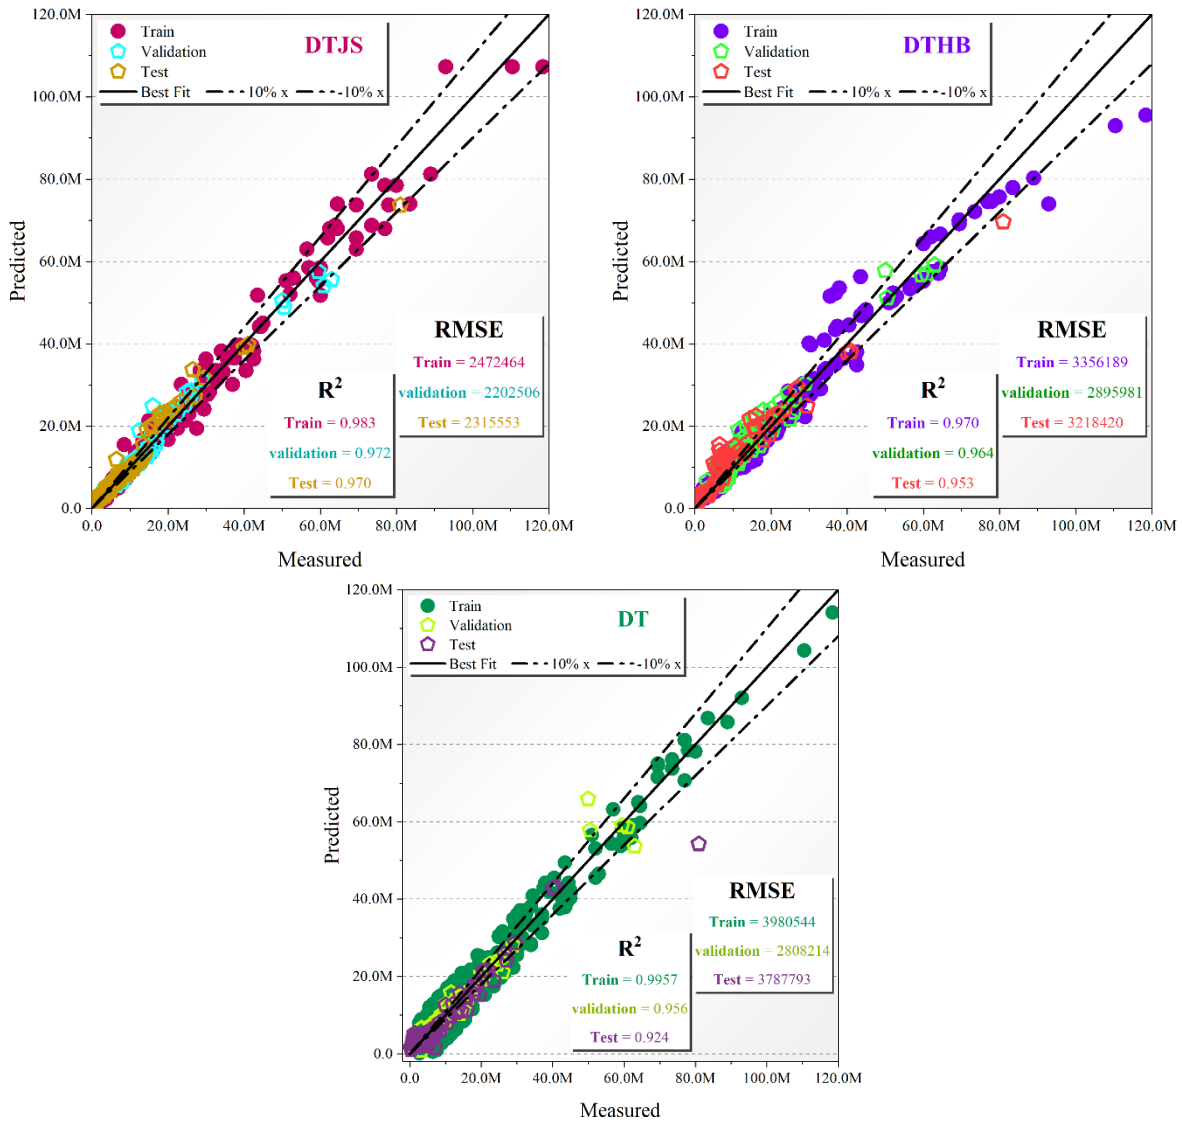 120.0M
100.0M
80.0M
60.0M
40.0M
20.0M
0.0
Predicted
Train
Validation
Test
DTJS
Best Fit 10% x -10% x
RMSE
Train = 2472464
validation = 2202506
Test = 2315553
R²
Train = 0.983
validation = 0.972
Test = 0.970
0.0 20.0M 40.0M 60.0M 80.0M 100.0M 120.0M
Measured
120.0M
100.0M
80.0M
60.0M
40.0M
20.0M
0.0
Predicted
Train
Validation
Test
DTHB
Best Fit 10% x -10% x
RMSE
Train = 3356189
validation = 2895981
Test = 3218420
R²
Train = 0.970
validation = 0.964
Test = 0.953
0.0 20.0M 40.0M 60.0M 80.0M 100.0M 120.0M
Measured
120.0M
100.0M
80.0M
60.0M
40.0M
20.0M
0.0
Predicted
Train
Validation
Test
DT
Best Fit 10% x -10% x
RMSE
Train = 3980544
validation = 2808214
Test = 3787793
R²
Train = 0.9957
validation = 0.956
Test = 0.924
0.0 20.0M 40.0M 60.0M 80.0M 100.0M 120.0M
Measured